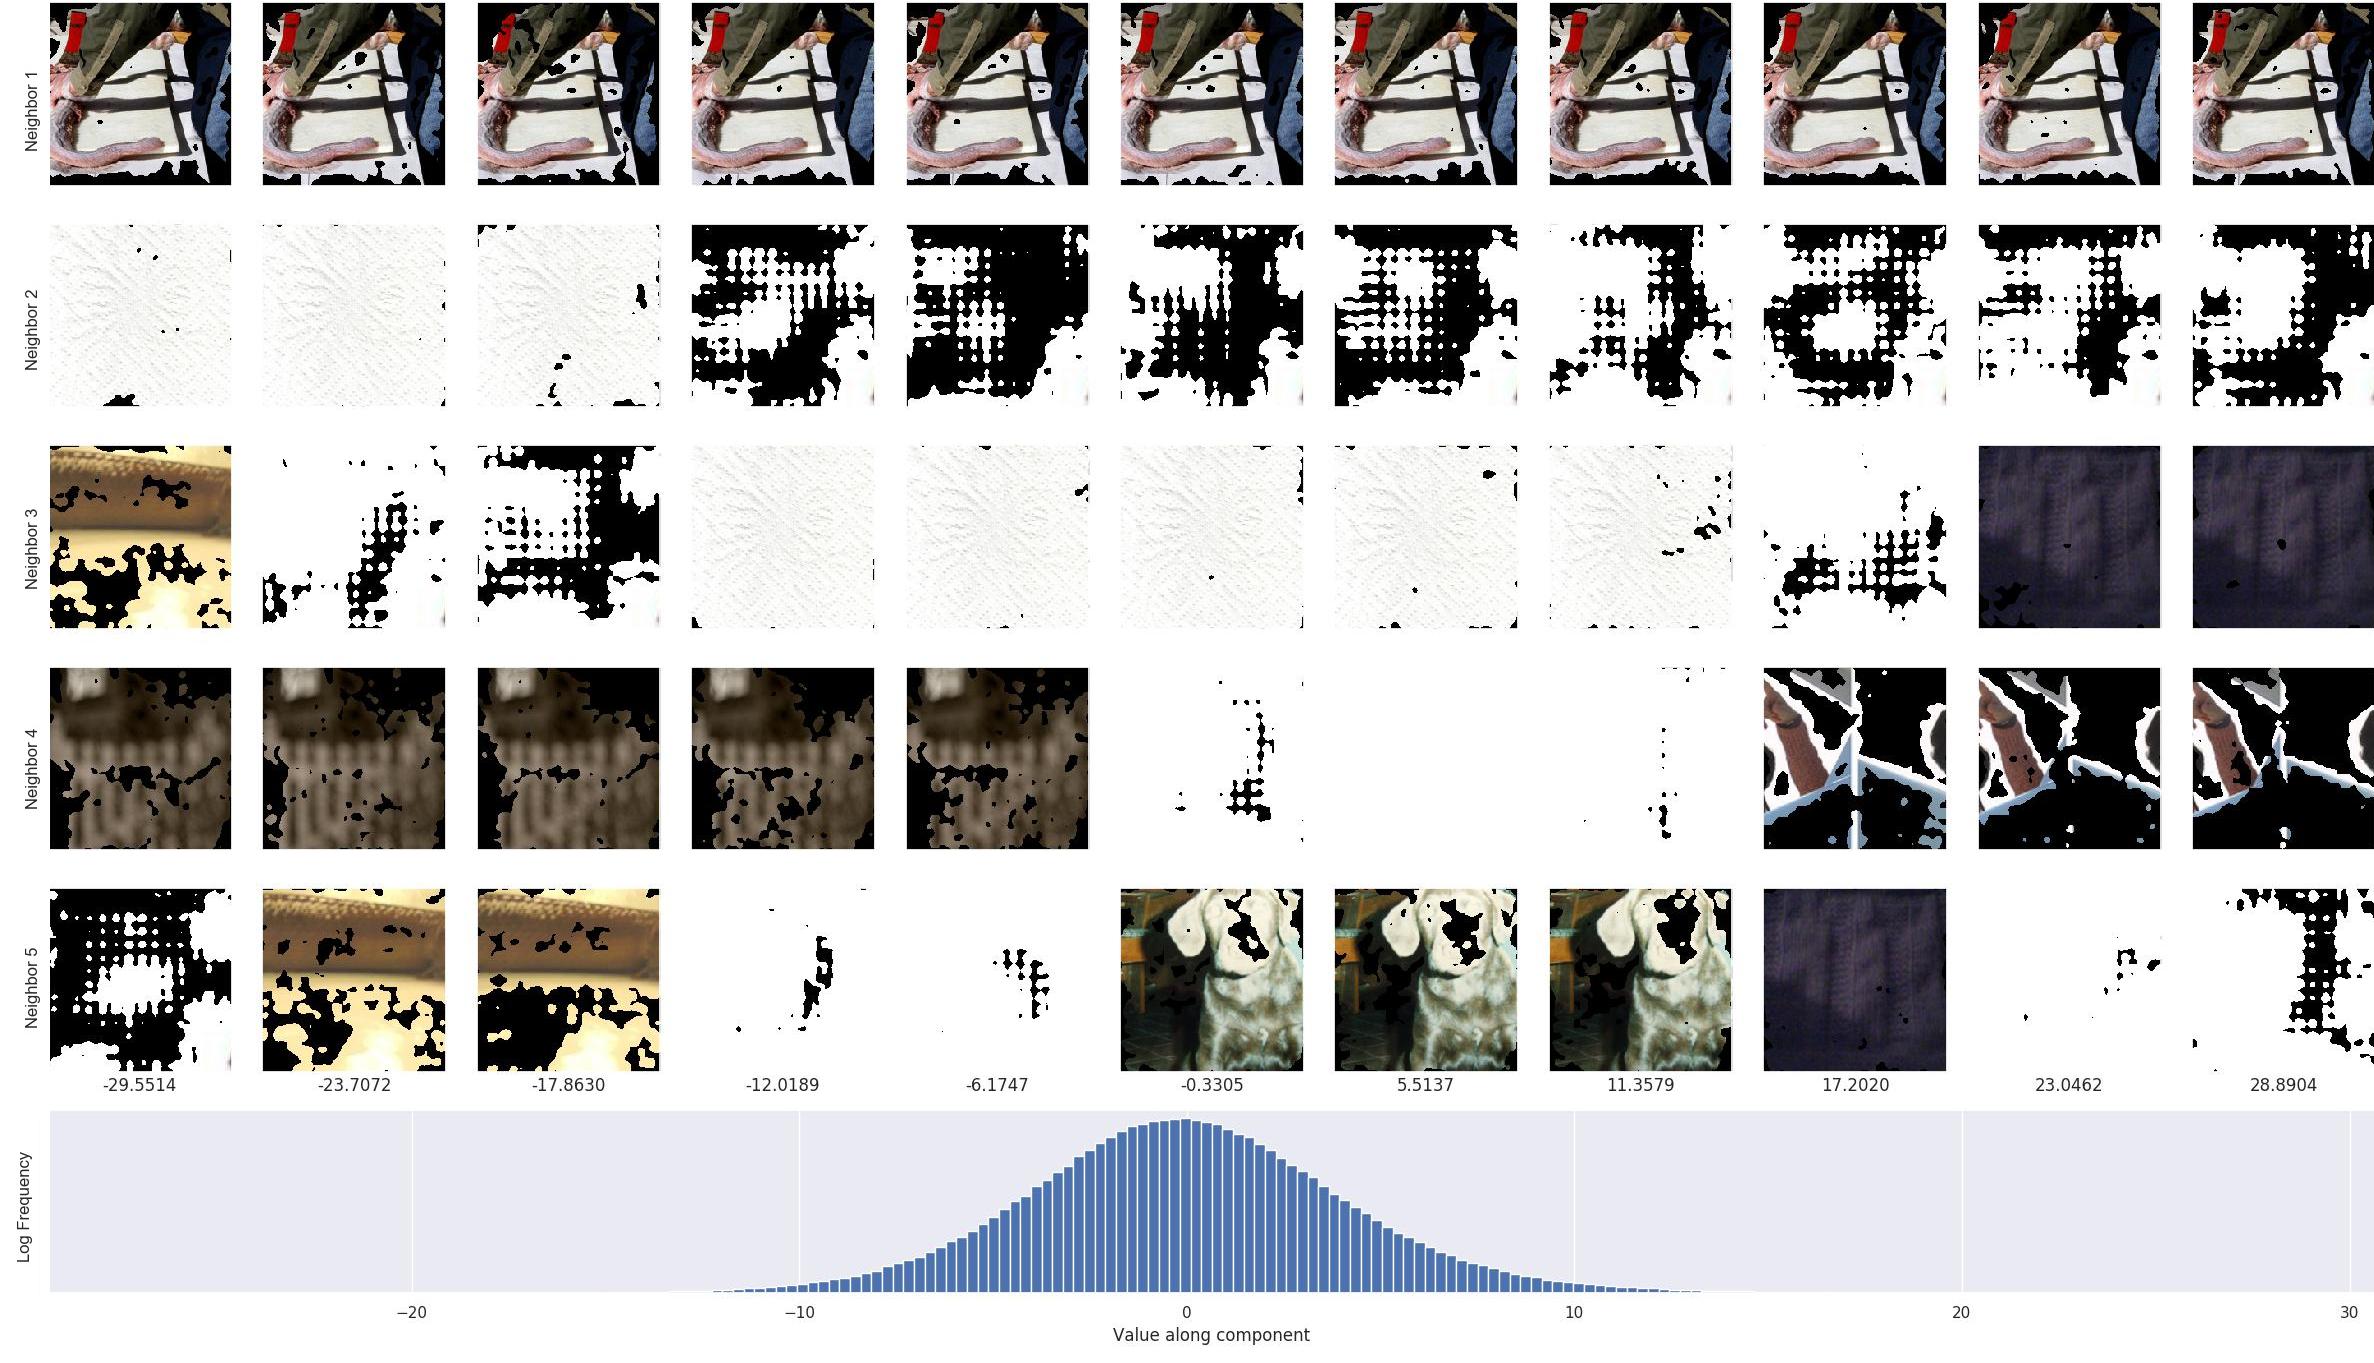 Neighbor 1
Neighbor 2
Neighbor 3
Neighbor 4
Neighbor 5
-29.5514 -23.7072 -17.8630 -12.0189 -6.1747 -0.3305 5.5137 11.3579 17.2020 23.0462 28.8904
Log Frequency
−20 −10 0 10 20 30
Value along component